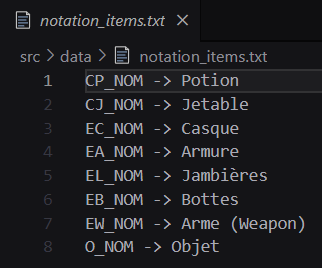 notation_items.txt
src > data > notation_items.txt
1 CP_NOM -> Potion
2 CJ_NOM -> Jetable
3 EC_NOM -> Casque
4 EA_NOM -> Armure
5 EL_NOM -> Jambières
6 EB_NOM -> Bottes
7 EW_NOM -> Arme (Weapon)
8 O_NOM -> Objet